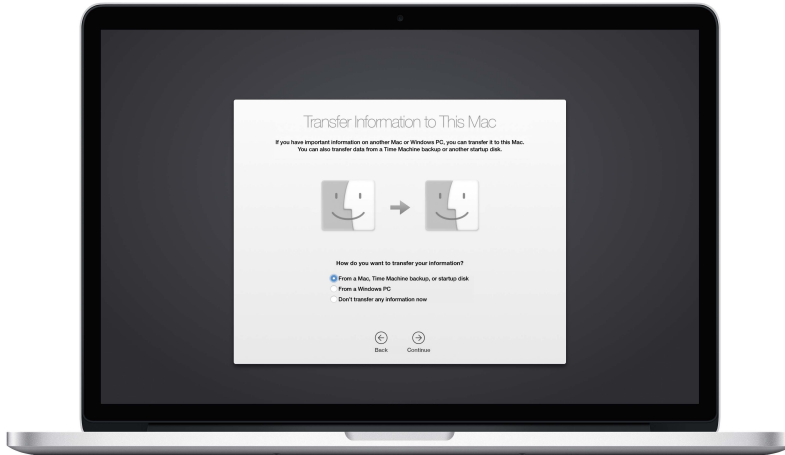 Transfer Information to This Mac
If you have important information on another Mac or Windows PC, you can transfer it to this Mac.
You can also transfer data from a Time Machine backup or another startup disk.
How do you want to transfer your information?
From a Mac, Time Machine backup, or startup disk
From a Windows PC
Don't transfer any information now
Back
Continue